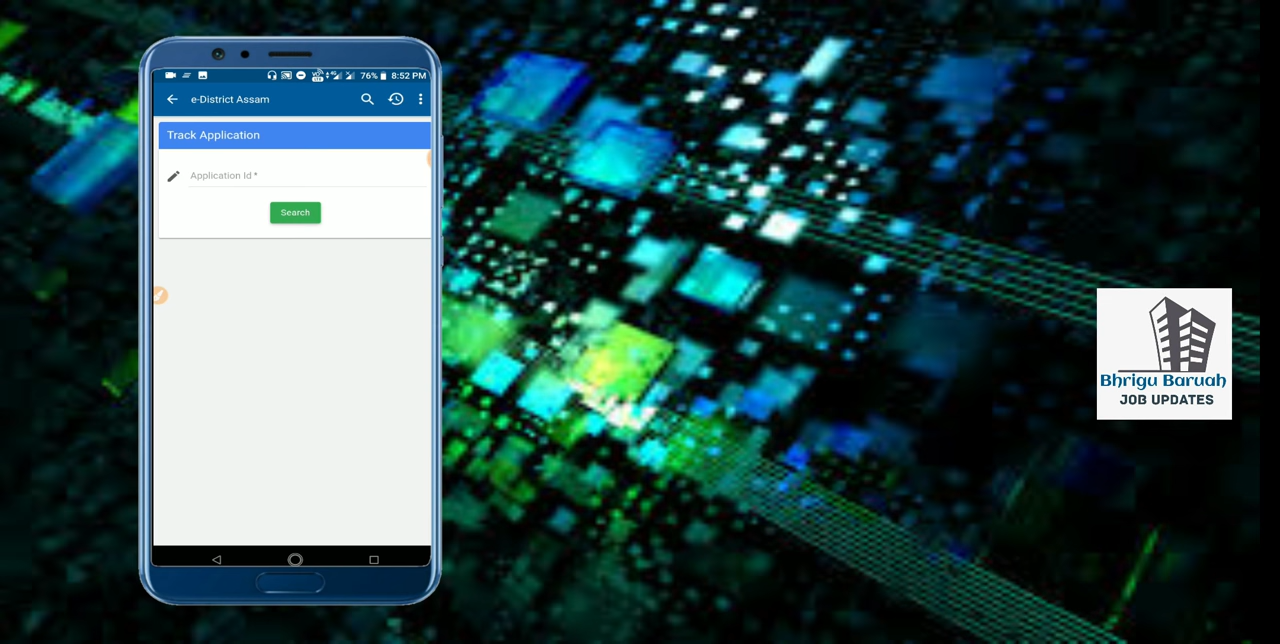 76% 8:52 PM
e-District Assam
Track Application
Application Id *
Search
Bhrigu Baruah
JOB UPDATES